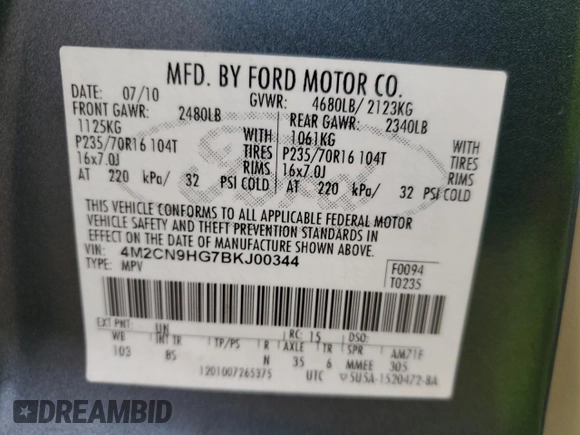 MFD. BY FORD MOTOR CO.
DATE: 07/10 GVWR: 4680LB/ 2123KG
FRONT GAWR: 2480LB REAR GAWR: 2340LB
1125KG WITH 1061KG WITH
P235/70R16 104T TIRES P235/70R16 104T TIRES
16x7.0J RIMS 16x7.0J RIMS
AT 220 kPa/ 32 PSI COLD AT 220 kPa/ 32 PSI COLD
THIS VEHICLE CONFORMS TO ALL APPLICABLE FEDERAL MOTOR
VEHICLE SAFETY AND THEFT PREVENTION STANDARDS IN
EFFECT ON THE DATE OF MANUFACTURE SHOWN ABOVE.
VIN: 4M2CN9HG7BKJ00344
TYPE: MPV
F0094
T0235
EXT PNT: UN RC: 15 DSO:
WB INT TR TP/PS R AXLE TR SPR AM71F
103 8S N 35 6 MMEE 305
1201007265375 UTC 5U5A-1520472-BA
DREAMBID